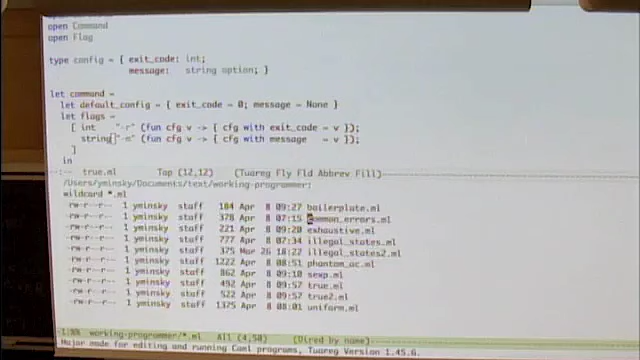 open Command
open Flag
type config = { exit_code: int;
message: string option; }
let command =
let default_config = { exit_code = 0; message = None }
let flags =
[ int "-r" (fun cfg v -> { cfg with exit_code = v });
string "-m" (fun cfg v -> { cfg with message = v });
]
in
--:-- true.ml Top (12,12) (Tuareg Fly Fld Abbrev Fill)
/Users/yminsky/Documents/text/working-programmer:
wildcard *.ml
-rw-r--r-- 1 yminsky staff 184 Apr 8 09:27 boilerplate.ml
-rw-r--r-- 1 yminsky staff 378 Apr 8 07:15 common_errors.ml
-rw-r--r-- 1 yminsky staff 221 Apr 8 09:20 exhaustive.ml
-rw-r--r-- 1 yminsky staff 777 Apr 8 07:34 illegal_states.ml
-rw-r--r-- 1 yminsky staff 375 Mar 26 18:22 illegal_states2.ml
-rw-r--r-- 1 yminsky staff 1222 Apr 8 08:51 phantom_ac.ml
-rw-r--r-- 1 yminsky staff 862 Apr 8 09:10 sexp.ml
-rw-r--r-- 1 yminsky staff 492 Apr 8 09:57 true.ml
-rw-r--r-- 1 yminsky staff 522 Apr 8 09:57 true2.ml
-rw-r--r-- 1 yminsky staff 1375 Apr 8 08:01 uniform.ml
-1:%% working-programmer/*.ml All (4,50) (Dired by name)
Major mode for editing and running Caml programs, Tuareg Version 1.45.6.